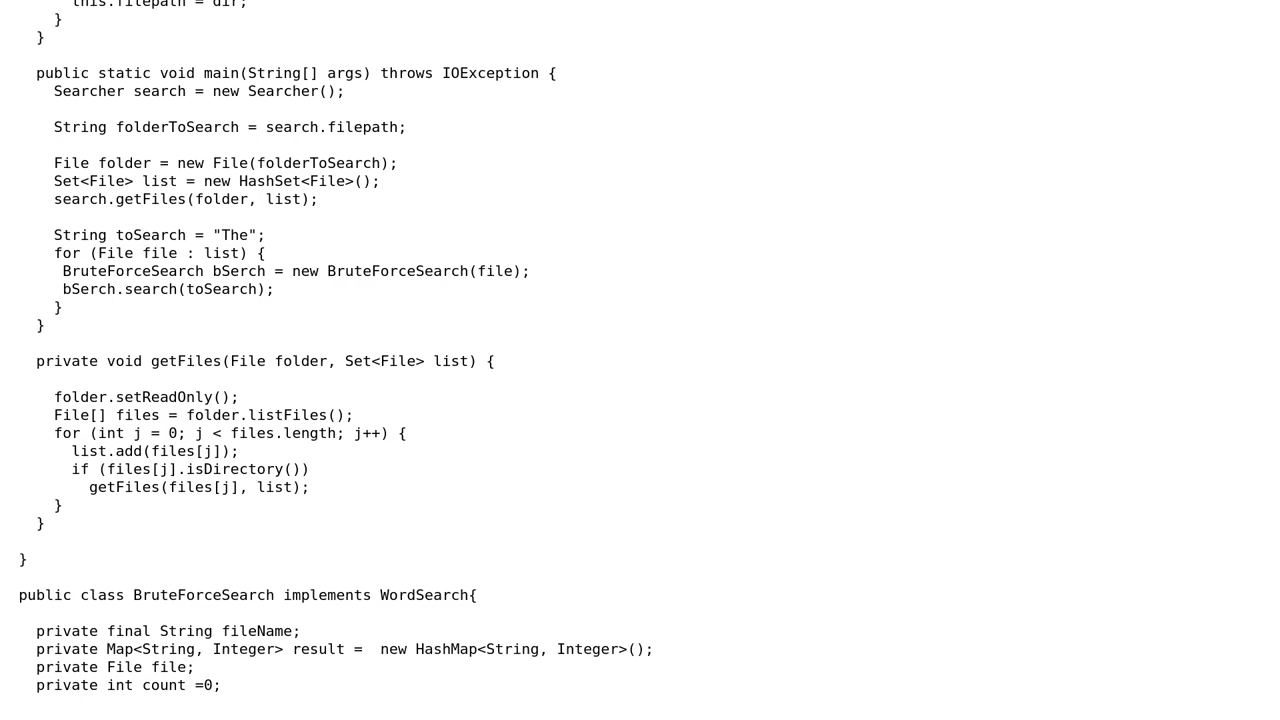 this.filepath = dir;
    }
  }

  public static void main(String[] args) throws IOException {
    Searcher search = new Searcher();

    String folderToSearch = search.filepath;

    File folder = new File(folderToSearch);
    Set<File> list = new HashSet<File>();
    search.getFiles(folder, list);

    String toSearch = "The";
    for (File file : list) {
     BruteForceSearch bSerch = new BruteForceSearch(file);
     bSerch.search(toSearch);
    }
  }

  private void getFiles(File folder, Set<File> list) {

    folder.setReadOnly();
    File[] files = folder.listFiles();
    for (int j = 0; j < files.length; j++) {
      list.add(files[j]);
      if (files[j].isDirectory())
        getFiles(files[j], list);
    }
  }

}

public class BruteForceSearch implements WordSearch{

  private final String fileName;
  private Map<String, Integer> result =  new HashMap<String, Integer>();
  private File file;
  private int count =0;